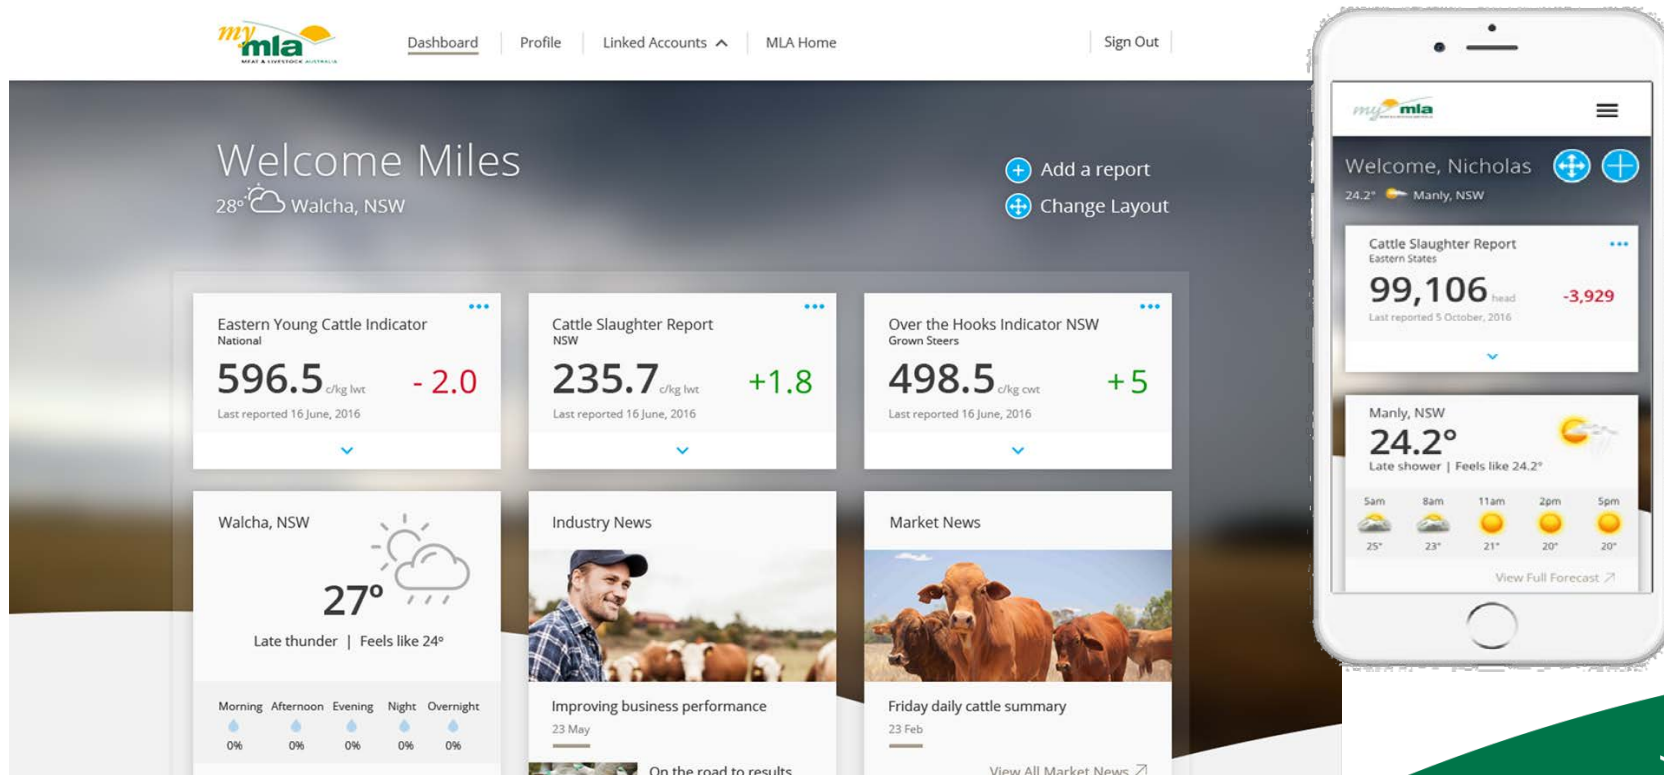 my
mla
MEAT & LIVESTOCK AUSTRALIA
Dashboard
Profile
Linked Accounts
MLA Home
Sign Out
Welcome Miles
28° Walcha, NSW
Add a report
Change Layout
Eastern Young Cattle Indicator
National
596.5 c/kg lwt - 2.0
Last reported 16 June, 2016
Cattle Slaughter Report
NSW
235.7 c/kg lwt +1.8
Last reported 16 June, 2016
Over the Hooks Indicator NSW
Grown Steers
498.5 c/kg cwt +5
Last reported 16 June, 2016
Walcha, NSW
27°
Late thunder | Feels like 24°
Morning Afternoon Evening Night Overnight
0% 0% 0% 0% 0%
Industry News
Improving business performance
23 May
On the road to results
Market News
Friday daily cattle summary
23 Feb
View All Market News
my mla
Welcome, Nicholas
24.2° Manly, NSW
Cattle Slaughter Report
Eastern States
99,106 head -3,929
Last reported 5 October, 2016
Manly, NSW
24.2°
Late shower | Feels like 24.2°
5am 8am 11am 2pm 5pm
25° 23° 21° 20° 20°
View Full Forecast